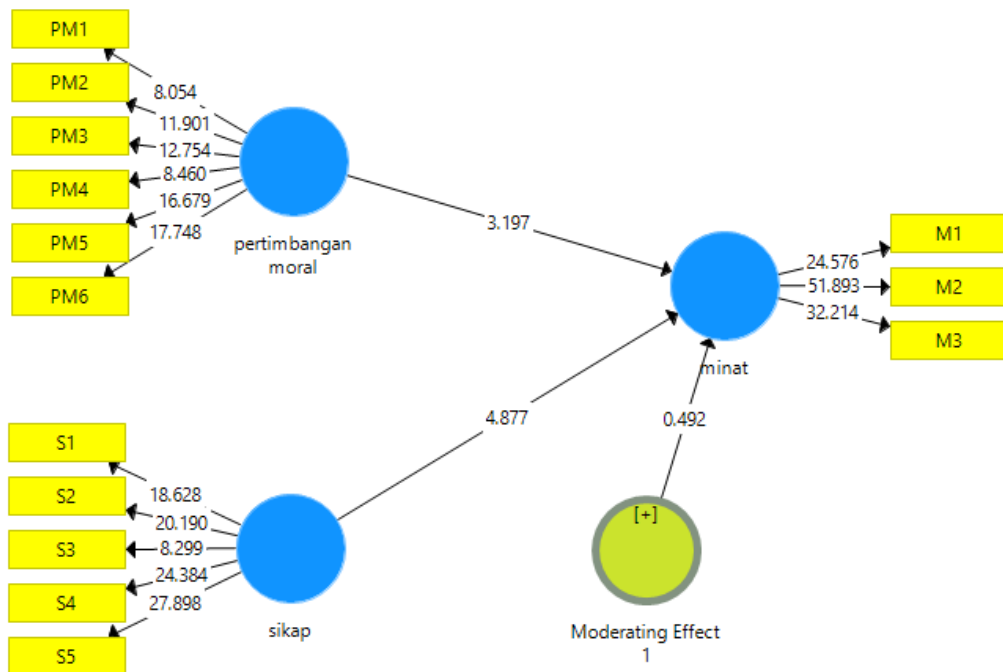 PM1
PM2
PM3
PM4
PM5
PM6
8.054
11.901
12.754
8.460
16.679
17.748
pertimbangan
moral
3.197
M1
M2
M3
24.576
51.893
32.214
minat
S1
S2
S3
S4
S5
18.628
20.190
8.299
24.384
27.898
sikap
4.877
0.492
[+]
Moderating Effect
1